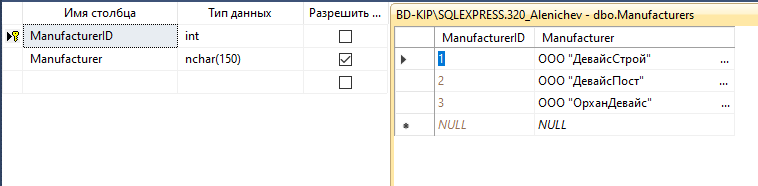 Имя столбца Тип данных Разрешить ...
ManufacturerID int
Manufacturer nchar(150)
BD-KIP\SQLEXPRESS.320_Alenichev - dbo.Manufacturers
ManufacturerID Manufacturer
1 ООО "ДевайсСтрой" ...
2 ООО "ДевайсПост" ...
3 ООО "ОрханДевайс" ...
NULL NULL